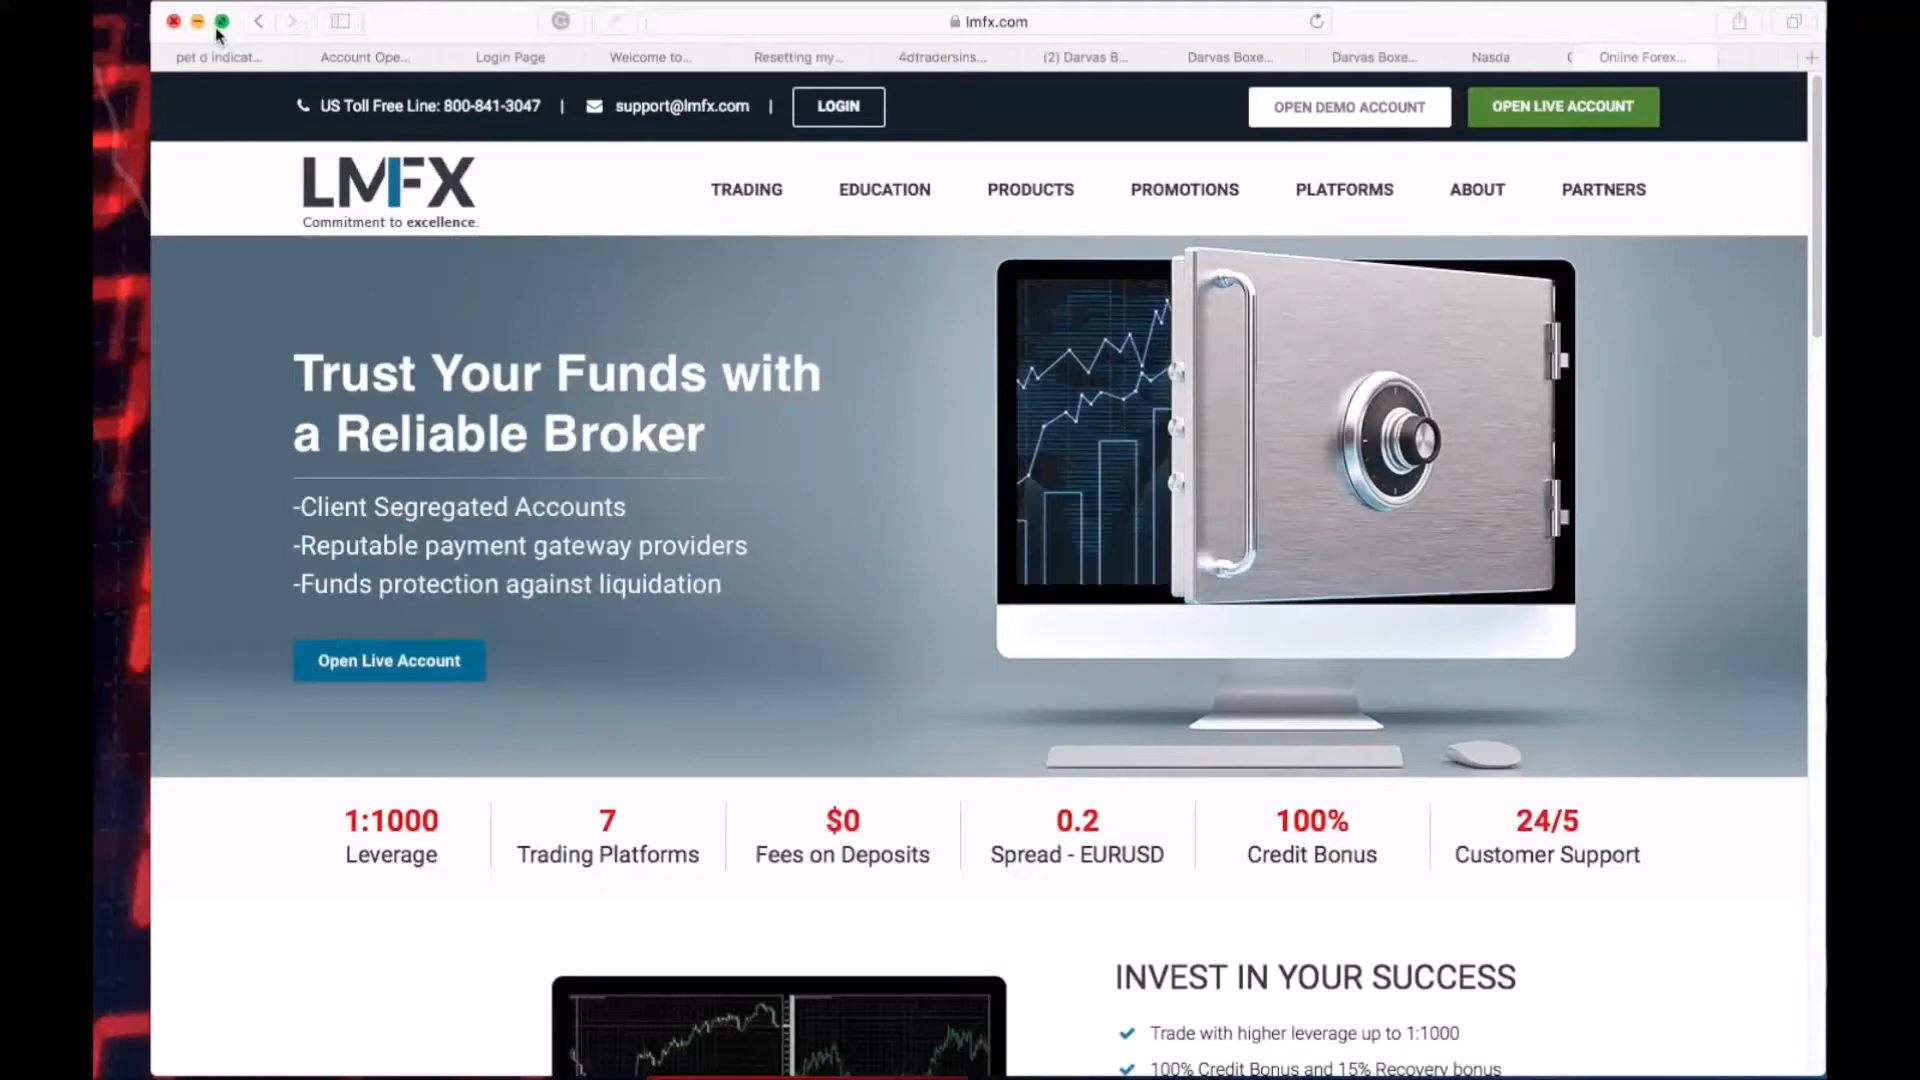 lmfx.com
pet d indicat...
Account Ope...
Login Page
Welcome to...
Resetting my...
4dtradersins...
(2) Darvas B...
Darvas Boxe...
Darvas Boxe...
Nasda
Online Forex...
US Toll Free Line: 800-841-3047 | support@lmfx.com | LOGIN
OPEN DEMO ACCOUNT
OPEN LIVE ACCOUNT
LMFX
Commitment to excellence.
TRADING
EDUCATION
PRODUCTS
PROMOTIONS
PLATFORMS
ABOUT
PARTNERS
Trust Your Funds with
a Reliable Broker
-Client Segregated Accounts
-Reputable payment gateway providers
-Funds protection against liquidation
Open Live Account
1:1000
Leverage
7
Trading Platforms
$0
Fees on Deposits
0.2
Spread - EURUSD
100%
Credit Bonus
24/5
Customer Support
INVEST IN YOUR SUCCESS
Trade with higher leverage up to 1:1000
100% Credit Bonus and 15% Recovery bonus